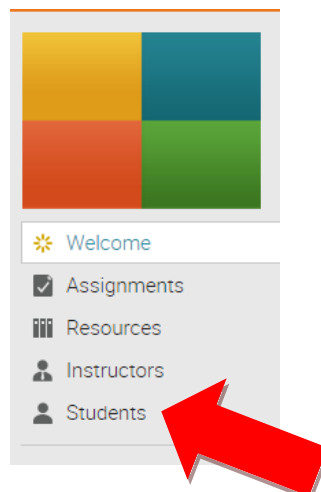 Welcome
Assignments
Resources
Instructors
Students